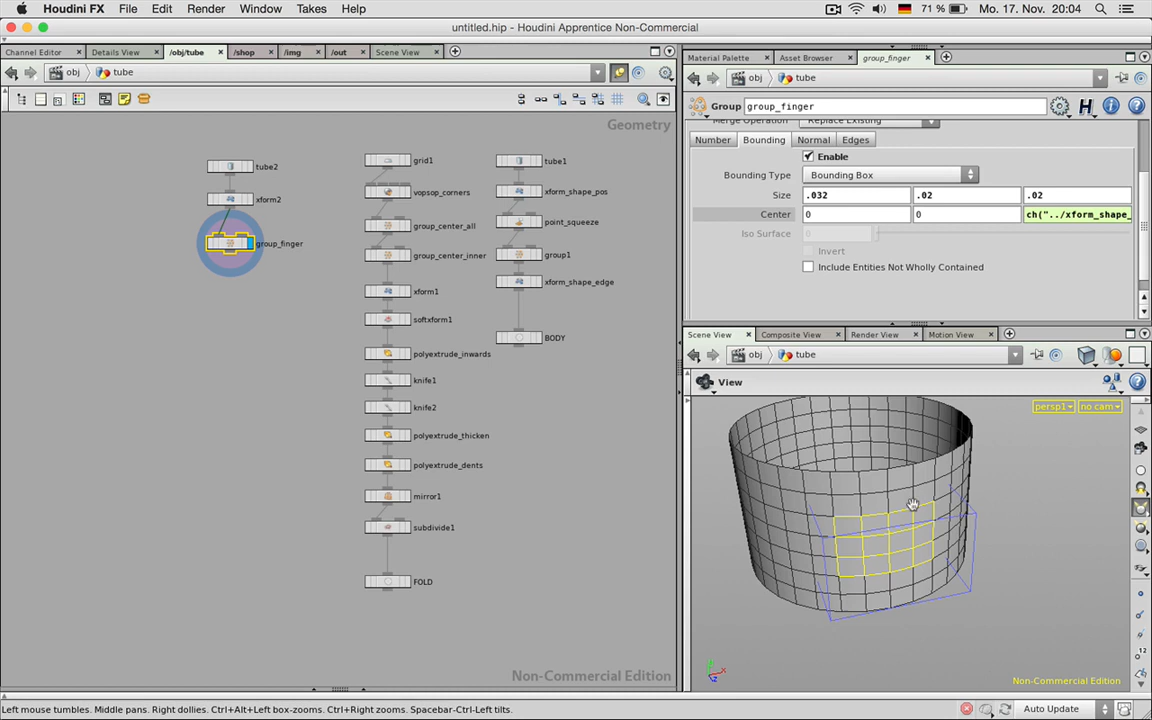 Houdini FX File Edit Render Window Takes Help 71 % Mo. 17. Nov. 20:04
untitled.hip - Houdini Apprentice Non-Commercial
Channel Editor Details View /obj/tube /shop /img /out Scene View
obj tube
Geometry
tube2
xform2
group_finger
grid1
vopsop_corners
group_center_all
group_center_inner
xform1
softxform1
polyextrude_inwards
knife1
knife2
polyextrude_thicken
polyextrude_dents
mirror1
subdivide1
FOLD
tube1
xform_shape_pos
point_squeeze
group1
xform_shape_edge
BODY
Non-Commercial Edition
Material Palette Asset Browser group_finger
obj tube
Group group_finger
Merge Operation Replace Existing
Number Bounding Normal Edges
Enable
Bounding Type Bounding Box
Size .032 .02 .02
Center 0 0 ch("../xform_shape_
Iso Surface 0
Invert
Include Entities Not Wholly Contained
Scene View Composite View Render View Motion View
obj tube
View
persp1 no cam
Non-Commercial Edition
Left mouse tumbles. Middle pans. Right dollies. Ctrl+Alt+Left box-zooms. Ctrl+Right zooms. Spacebar-Ctrl-Left tilts.
Auto Update